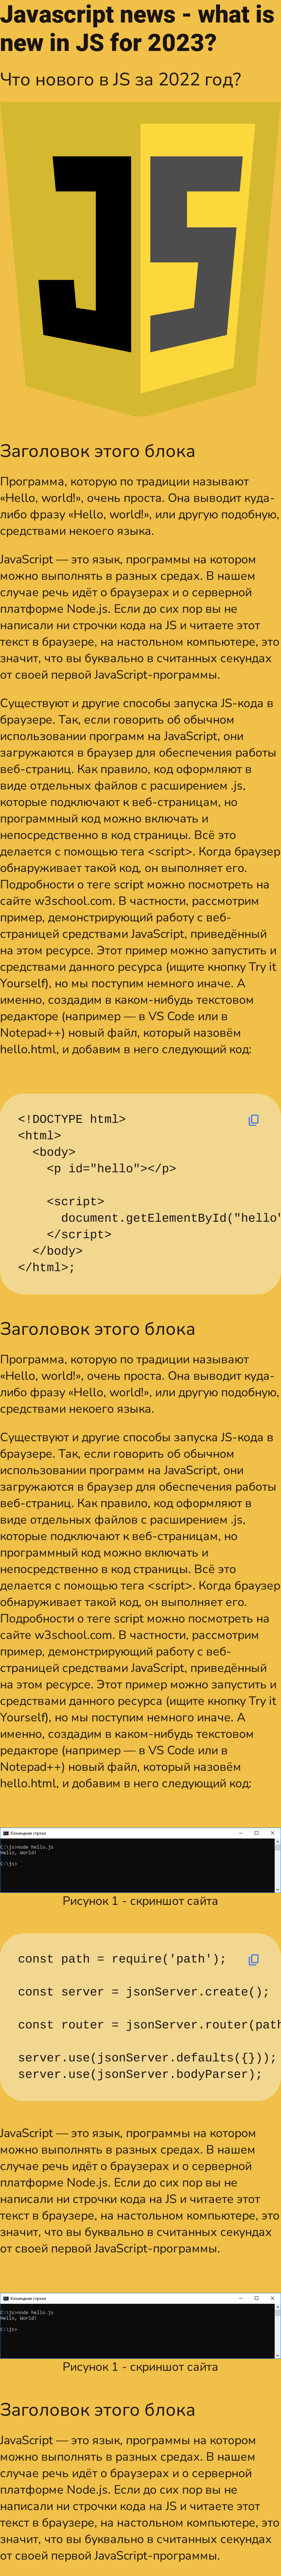 Javascript news - what is
new in JS for 2023?
Что нового в JS за 2022 год?
JS
Заголовок этого блока
Программа, которую по традиции называют
«Hello, world!», очень проста. Она выводит куда-
либо фразу «Hello, world!», или другую подобную,
средствами некоего языка.
JavaScript — это язык, программы на котором
можно выполнять в разных средах. В нашем
случае речь идёт о браузерах и о серверной
платформе Node.js. Если до сих пор вы не
написали ни строчки кода на JS и читаете этот
текст в браузере, на настольном компьютере, это
значит, что вы буквально в считанных секундах
от своей первой JavaScript-программы.
Существуют и другие способы запуска JS-кода в
браузере. Так, если говорить об обычном
использовании программ на JavaScript, они
загружаются в браузер для обеспечения работы
веб-страниц. Как правило, код оформляют в
виде отдельных файлов с расширением .js,
которые подключают к веб-страницам, но
программный код можно включать и
непосредственно в код страницы. Всё это
делается с помощью тега <script>. Когда браузер
обнаруживает такой код, он выполняет его.
Подробности о теге script можно посмотреть на
сайте w3school.com. В частности, рассмотрим
пример, демонстрирующий работу с веб-
страницей средствами JavaScript, приведённый
на этом ресурсе. Этот пример можно запустить и
средствами данного ресурса (ищите кнопку Try it
Yourself), но мы поступим немного иначе. А
именно, создадим в каком-нибудь текстовом
редакторе (например — в VS Code или в
Notepad++) новый файл, который назовём
hello.html, и добавим в него следующий код:
<!DOCTYPE html>
<html>
<body>
<p id="hello"></p>
<script>
document.getElementById("hello"
</script>
</body>
</html>;
Заголовок этого блока
Программа, которую по традиции называют
«Hello, world!», очень проста. Она выводит куда-
либо фразу «Hello, world!», или другую подобную,
средствами некоего языка.
Существуют и другие способы запуска JS-кода в
браузере. Так, если говорить об обычном
использовании программ на JavaScript, они
загружаются в браузер для обеспечения работы
веб-страниц. Как правило, код оформляют в
виде отдельных файлов с расширением .js,
которые подключают к веб-страницам, но
программный код можно включать и
непосредственно в код страницы. Всё это
делается с помощью тега <script>. Когда браузер
обнаруживает такой код, он выполняет его.
Подробности о теге script можно посмотреть на
сайте w3school.com. В частности, рассмотрим
пример, демонстрирующий работу с веб-
страницей средствами JavaScript, приведённый
на этом ресурсе. Этот пример можно запустить и
средствами данного ресурса (ищите кнопку Try it
Yourself), но мы поступим немного иначе. А
именно, создадим в каком-нибудь текстовом
редакторе (например — в VS Code или в
Notepad++) новый файл, который назовём
hello.html, и добавим в него следующий код:
Командная строка
C:\js>node hello.js
Hello, World!
C:\js>
Рисунок 1 - скриншот сайта
const path = require('path');
const server = jsonServer.create();
const router = jsonServer.router(path
server.use(jsonServer.defaults({}));
server.use(jsonServer.bodyParser);
JavaScript — это язык, программы на котором
можно выполнять в разных средах. В нашем
случае речь идёт о браузерах и о серверной
платформе Node.js. Если до сих пор вы не
написали ни строчки кода на JS и читаете этот
текст в браузере, на настольном компьютере, это
значит, что вы буквально в считанных секундах
от своей первой JavaScript-программы.
Командная строка
C:\js>node hello.js
Hello, World!
C:\js>
Рисунок 1 - скриншот сайта
Заголовок этого блока
JavaScript — это язык, программы на котором
можно выполнять в разных средах. В нашем
случае речь идёт о браузерах и о серверной
платформе Node.js. Если до сих пор вы не
написали ни строчки кода на JS и читаете этот
текст в браузере, на настольном компьютере, это
значит, что вы буквально в считанных секундах
от своей первой JavaScript-программы.